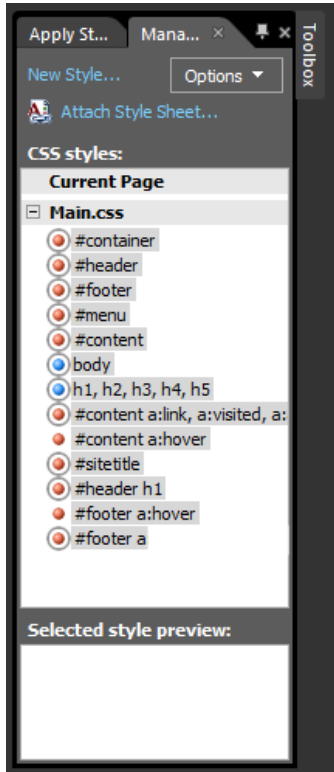 Apply St...
Mana...
Toolbox
New Style...
Options
Attach Style Sheet...
CSS styles:
Current Page
Main.css
#container
#header
#footer
#menu
#content
body
h1, h2, h3, h4, h5
#content a:link, a:visited, a:
#content a:hover
#sitetitle
#header h1
#footer a:hover
#footer a
Selected style preview: